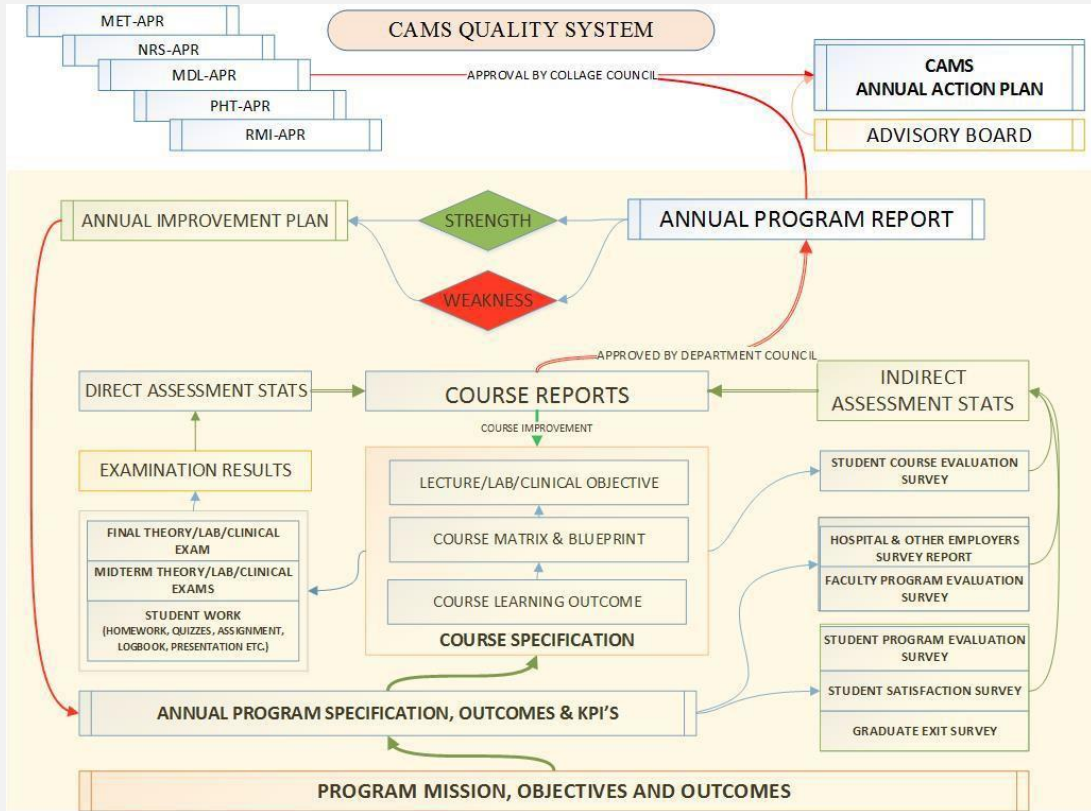 MET-APR
NRS-APR
MDL-APR
PHT-APR
RMI-APR
CAMS QUALITY SYSTEM
APPROVAL BY COLLAGE COUNCIL
CAMS
ANNUAL ACTION PLAN
ADVISORY BOARD
ANNUAL IMPROVEMENT PLAN
STRENGTH
WEAKNESS
ANNUAL PROGRAM REPORT
APPROVED BY DEPARTMENT COUNCIL
DIRECT ASSESSMENT STATS
COURSE REPORTS
INDIRECT
ASSESSMENT STATS
COURSE IMPROVEMENT
EXAMINATION RESULTS
FINAL THEORY/LAB/CLINICAL
EXAM
MIDTERM THEORY/LAB/CLINICAL
EXAMS
STUDENT WORK
(HOMEWORK, QUIZZES, ASSIGNMENT,
LOGBOOK, PRESENTATION ETC.)
LECTURE/LAB/CLINICAL OBJECTIVE
COURSE MATRIX & BLUEPRINT
COURSE LEARNING OUTCOME
COURSE SPECIFICATION
STUDENT COURSE EVALUATION
SURVEY
HOSPITAL & OTHER EMPLOYERS
SURVEY REPORT
FACULTY PROGRAM EVALUATION
SURVEY
STUDENT PROGRAM EVALUATION
SURVEY
STUDENT SATISFACTION SURVEY
GRADUATE EXIT SURVEY
ANNUAL PROGRAM SPECIFICATION, OUTCOMES & KPI'S
PROGRAM MISSION, OBJECTIVES AND OUTCOMES